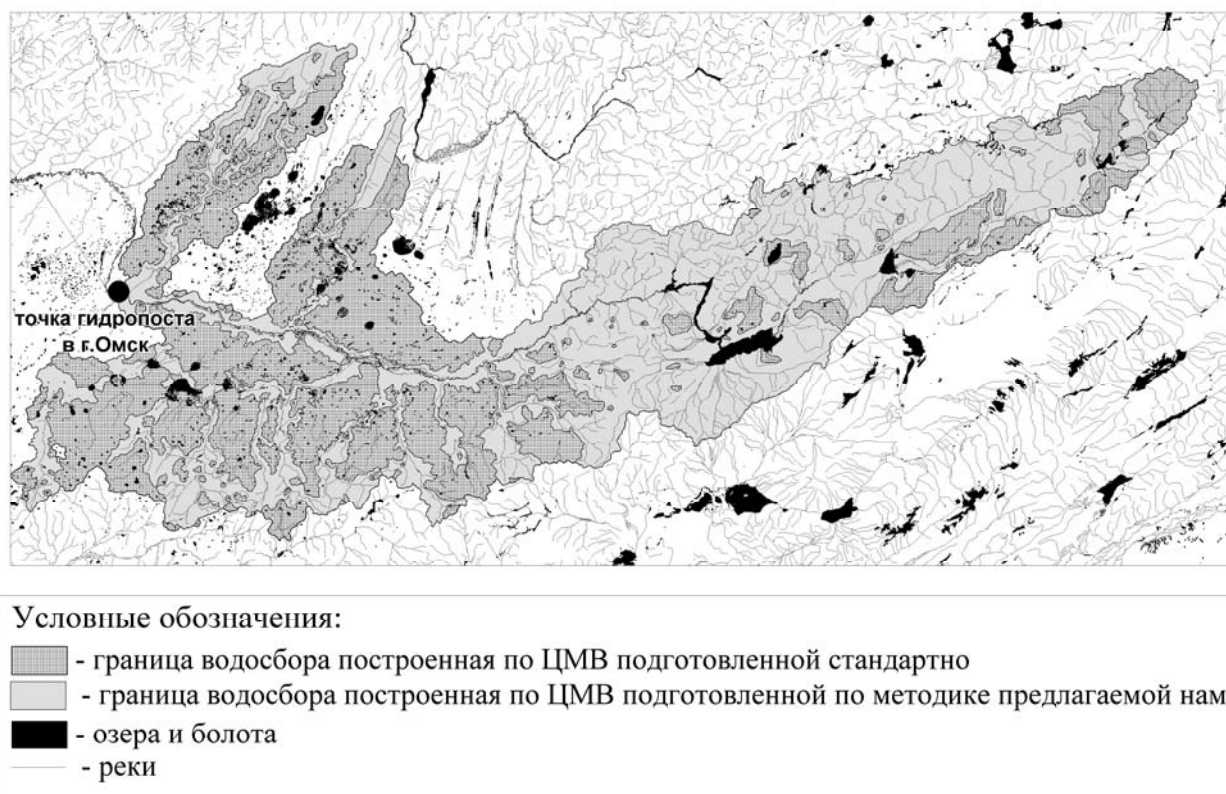 точка гидропоста
в г.Омск
Условные обозначения:
- граница водосбора построенная по ЦМВ подготовленной стандартно
- граница водосбора построенная по ЦМВ подготовленной по методике предлагаемой нам
- озера и болота
- реки